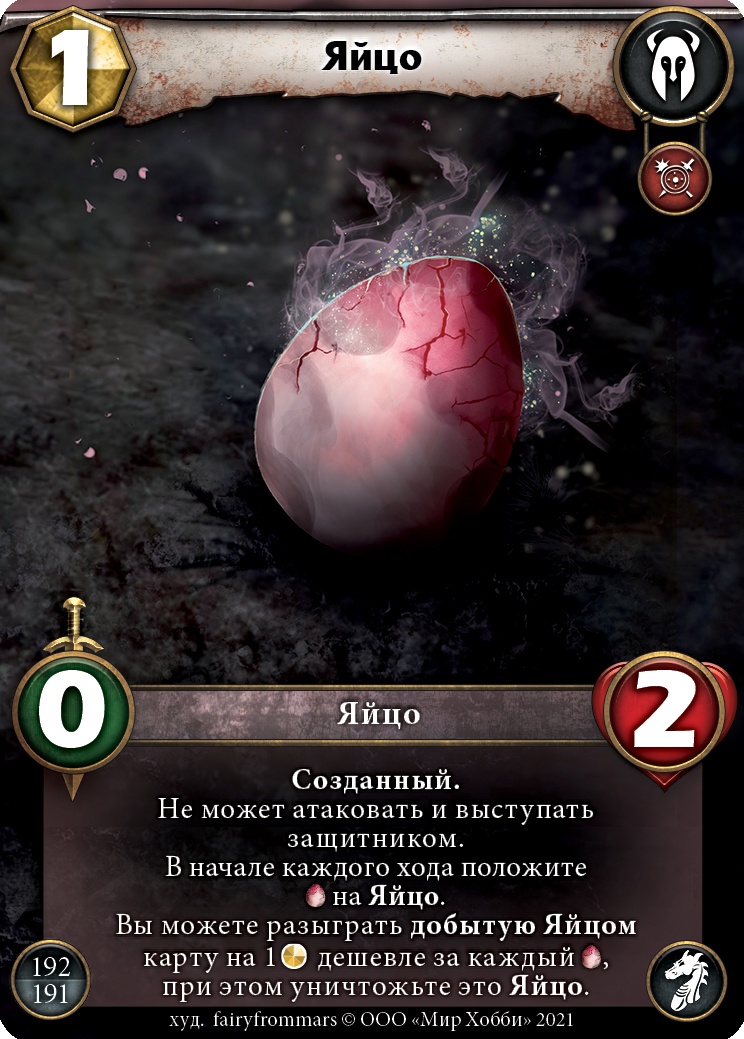 1
Яйцо
0
Яйцо
2
Созданный.
Не может атаковать и выступать
защитником.
В начале каждого хода положите
на Яйцо.
Вы можете разыграть добытую Яйцом
карту на 1 дешевле за каждый ,
при этом уничтожьте это Яйцо.
192
191
худ. fairyfrommars © ООО «Мир Хобби» 2021